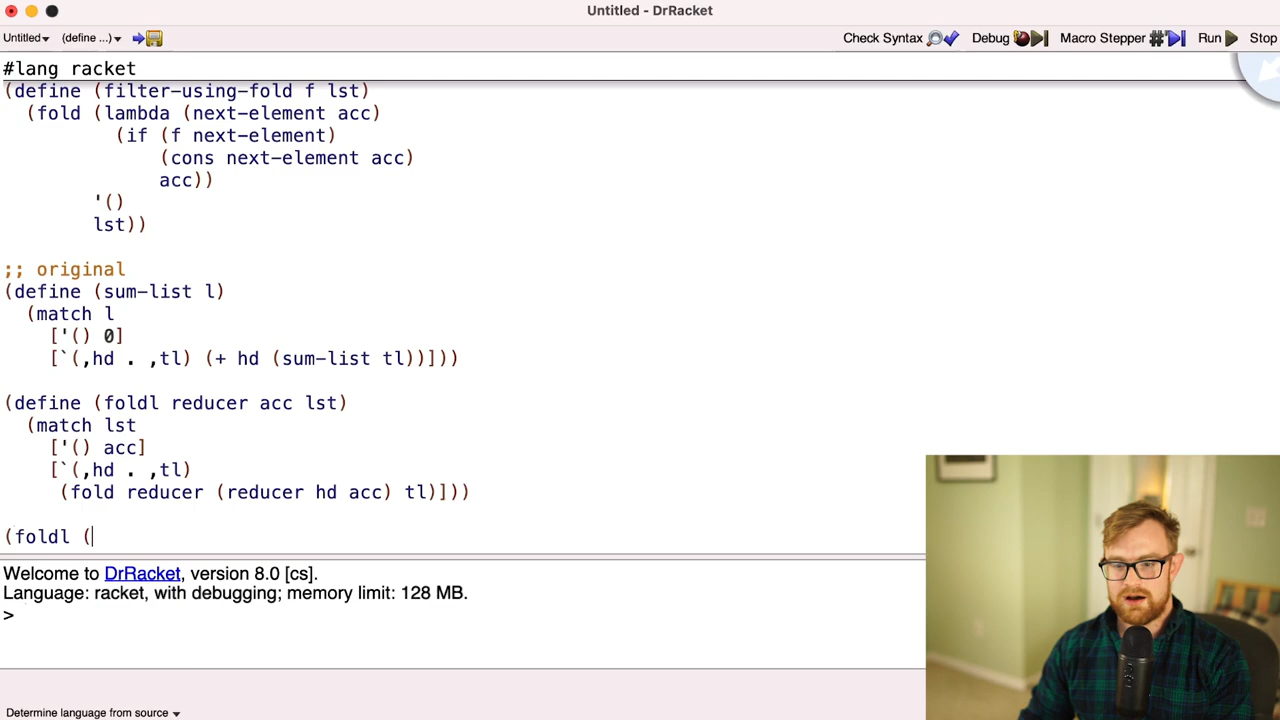 Untitled - DrRacket
Untitled (define ...) Check Syntax Debug Macro Stepper Run Stop
#lang racket
(define (filter-using-fold f lst)
(fold (lambda (next-element acc)
(if (f next-element)
(cons next-element acc)
acc))
'()
lst))
;; original
(define (sum-list l)
(match l
['() 0]
[`(,hd . ,tl) (+ hd (sum-list tl))]))
(define (foldl reducer acc lst)
(match lst
['() acc]
[`(,hd . ,tl)
(fold reducer (reducer hd acc) tl)]))
(foldl (
Welcome to DrRacket, version 8.0 [cs].
Language: racket, with debugging; memory limit: 128 MB.
>
Determine language from source